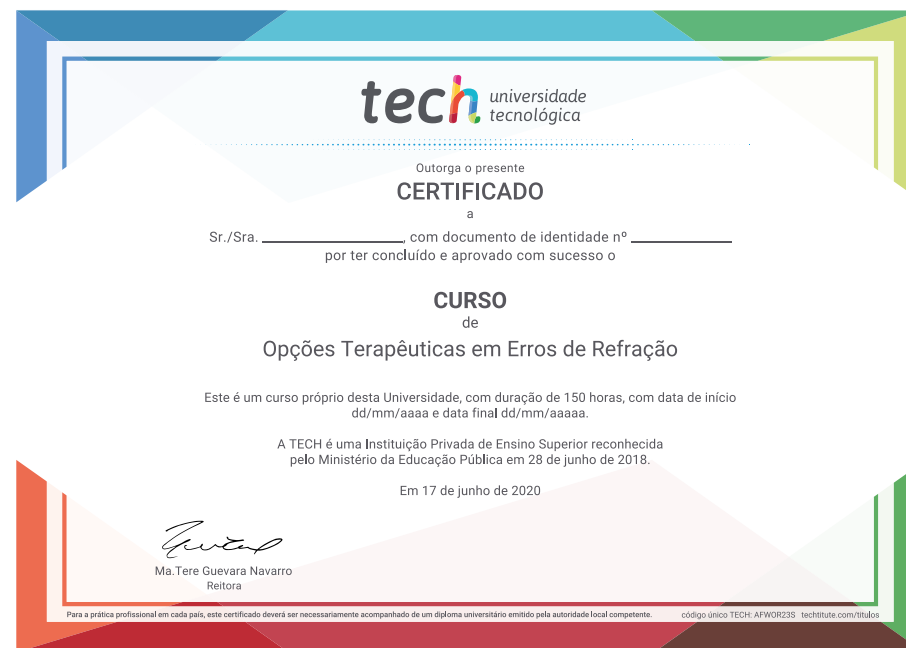 tech universidade
tecnológica
Outorga o presente
CERTIFICADO
a
Sr./Sra. ____________________, com documento de identidade nº ______________
por ter concluído e aprovado com sucesso o
CURSO
de
Opções Terapêuticas em Erros de Refração
Este é um curso próprio desta Universidade, com duração de 150 horas, com data de início
dd/mm/aaaa e data final dd/mm/aaaaa.
A TECH é uma Instituição Privada de Ensino Superior reconhecida
pelo Ministério da Educação Pública em 28 de junho de 2018.
Em 17 de junho de 2020
Ma.Tere Guevara Navarro
Reitora
Para a prática profissional em cada país, este certificado deverá ser necessariamente acompanhado de um diploma universitário emitido pela autoridade local competente. código único TECH: AFWOR23S techtitute.com/titulos